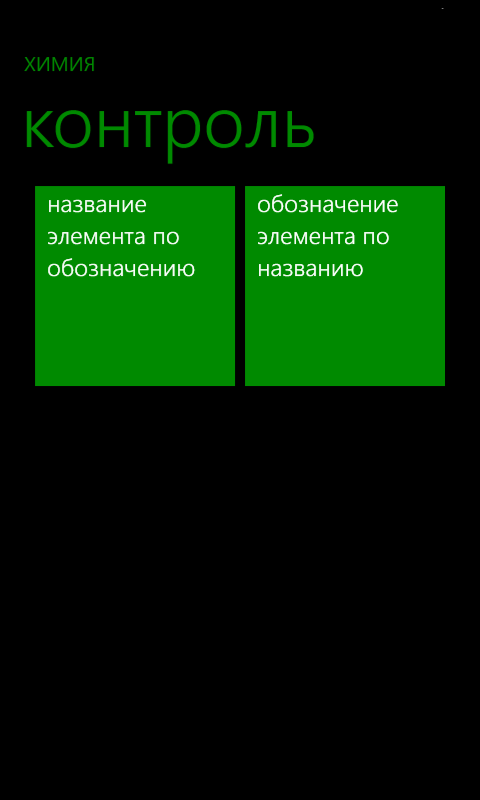 ХИМИЯ
контроль
название
элемента по
обозначению
обозначение
элемента по
названию